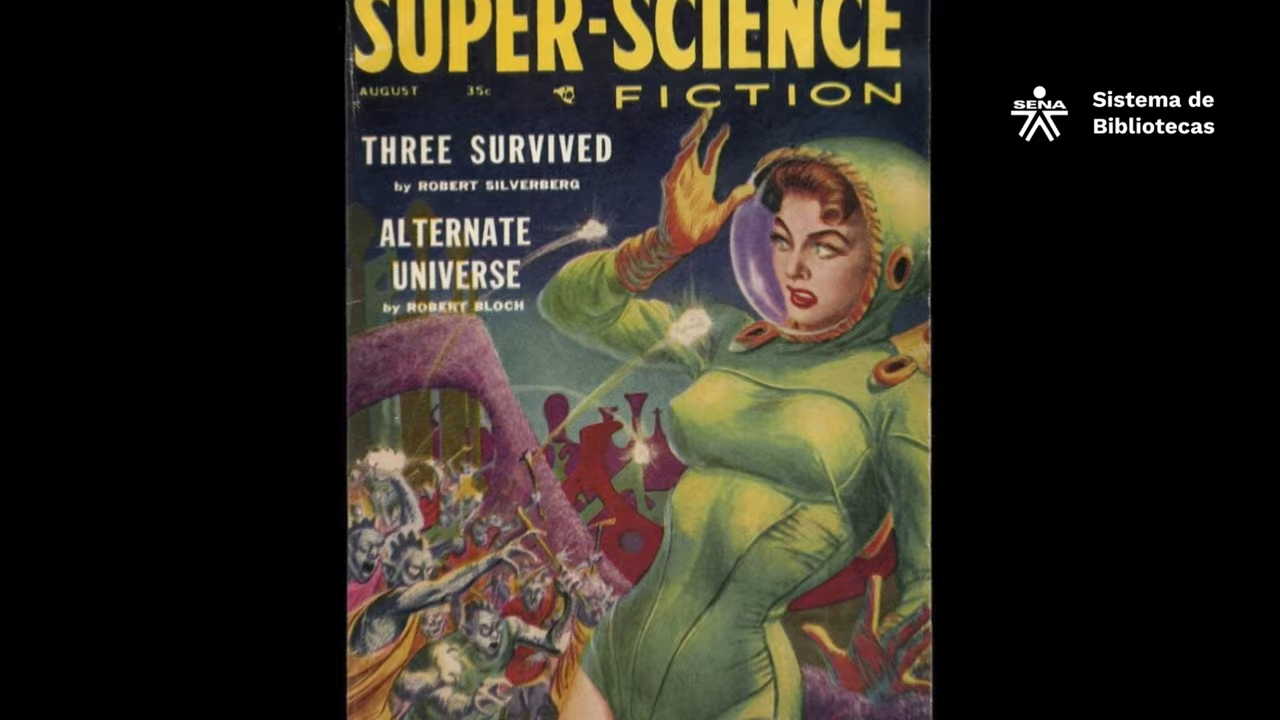 SUPER-SCIENCE
AUGUST 35c
FICTION
THREE SURVIVED
by ROBERT SILVERBERG
ALTERNATE
UNIVERSE
by ROBERT BLOCH
SENA
Sistema de
Bibliotecas